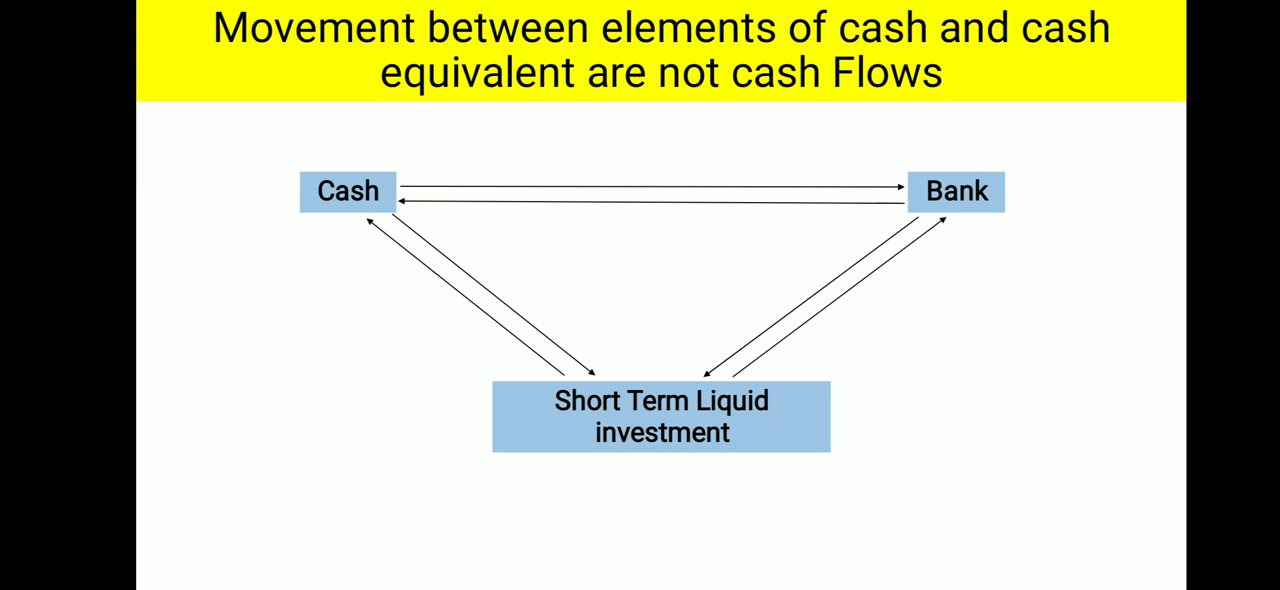 Movement between elements of cash and cash
equivalent are not cash Flows
Cash
Bank
Short Term Liquid
investment